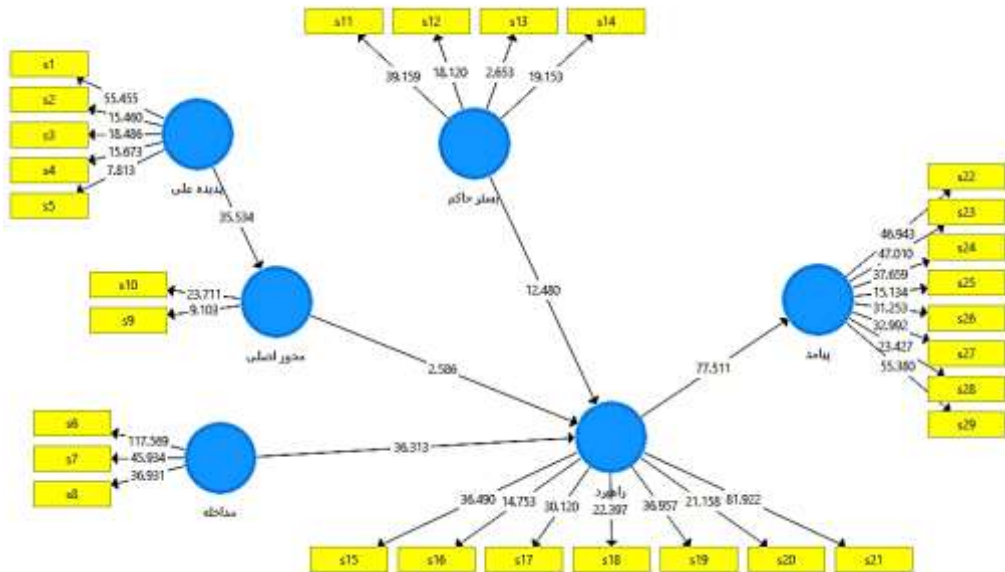 s11
s12
s13
s14
39.159
18.120
2.653
19.153
بستر حاکم
s1
s2
s3
s4
s5
55.455
15.460
18.486
15.673
7.813
پدیده علی
35.534
s10
s9
23.711
9.103
محور اصلی
12.480
2.586
s6
s7
s8
117.569
45.934
36.931
مداخله
36.313
راهبرد
77.511
36.490
14.753
30.120
22.397
36.957
21.158
81.922
s15
s16
s17
s18
s19
s20
s21
پیامد
46.943
47.010
37.659
15.134
31.253
32.992
23.427
55.380
s22
s23
s24
s25
s26
s27
s28
s29